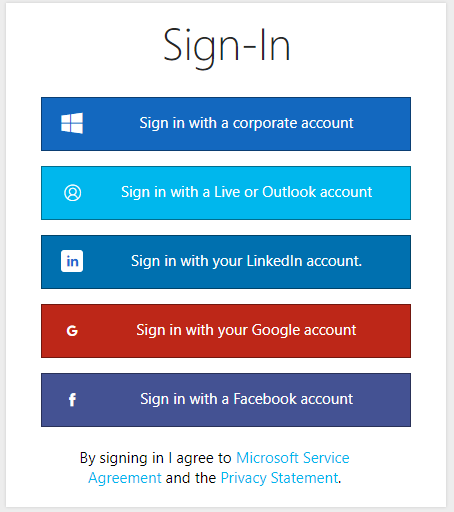 Sign-In
Sign in with a corporate account
Sign in with a Live or Outlook account
in
Sign in with your LinkedIn account.
G
Sign in with your Google account
f
Sign in with a Facebook account
By signing in I agree to Microsoft Service
Agreement and the Privacy Statement.